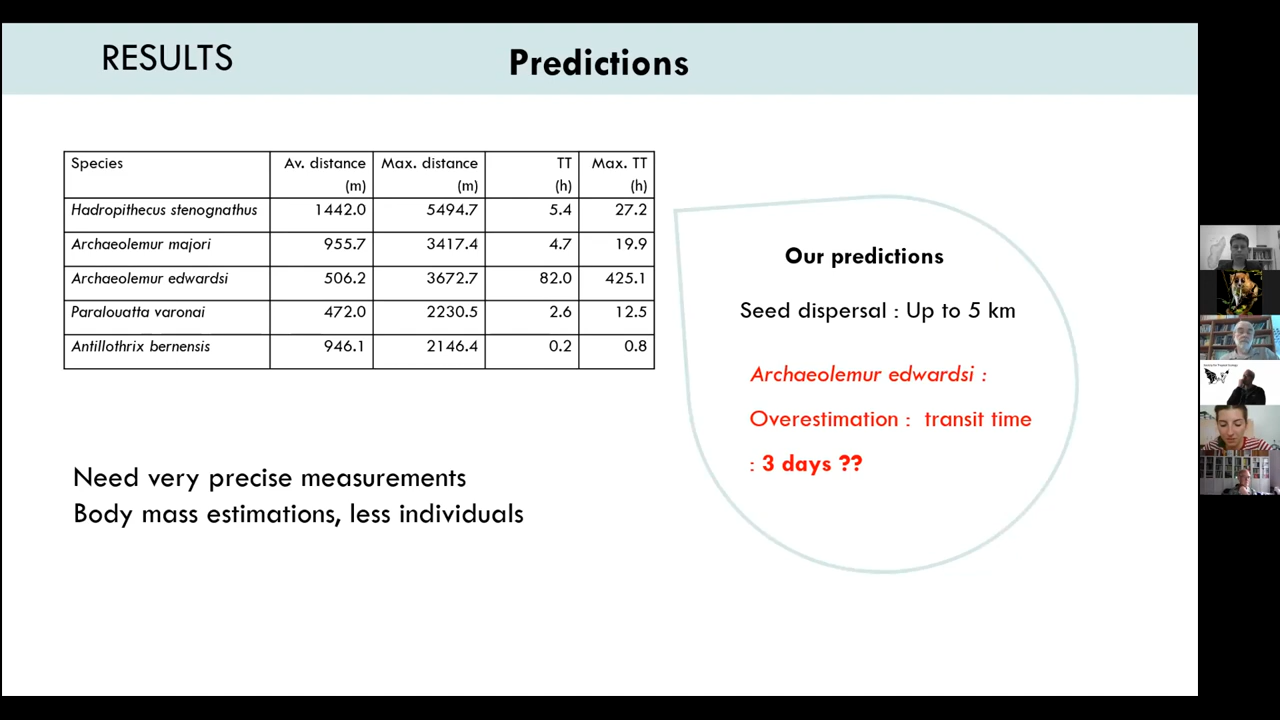 RESULTS
Predictions
Species Av. distance (m) Max. distance (m) TT (h) Max. TT (h)
Hadropithecus stenognathus 1442.0 5494.7 5.4 27.2
Archaeolemur majori 955.7 3417.4 4.7 19.9
Archaeolemur edwardsi 506.2 3672.7 82.0 425.1
Paralouatta varonai 472.0 2230.5 2.6 12.5
Antillothrix bernensis 946.1 2146.4 0.2 0.8
Our predictions
Seed dispersal : Up to 5 km
Archaeolemur edwardsi :
Overestimation : transit time
: 3 days ??
Need very precise measurements
Body mass estimations, less individuals